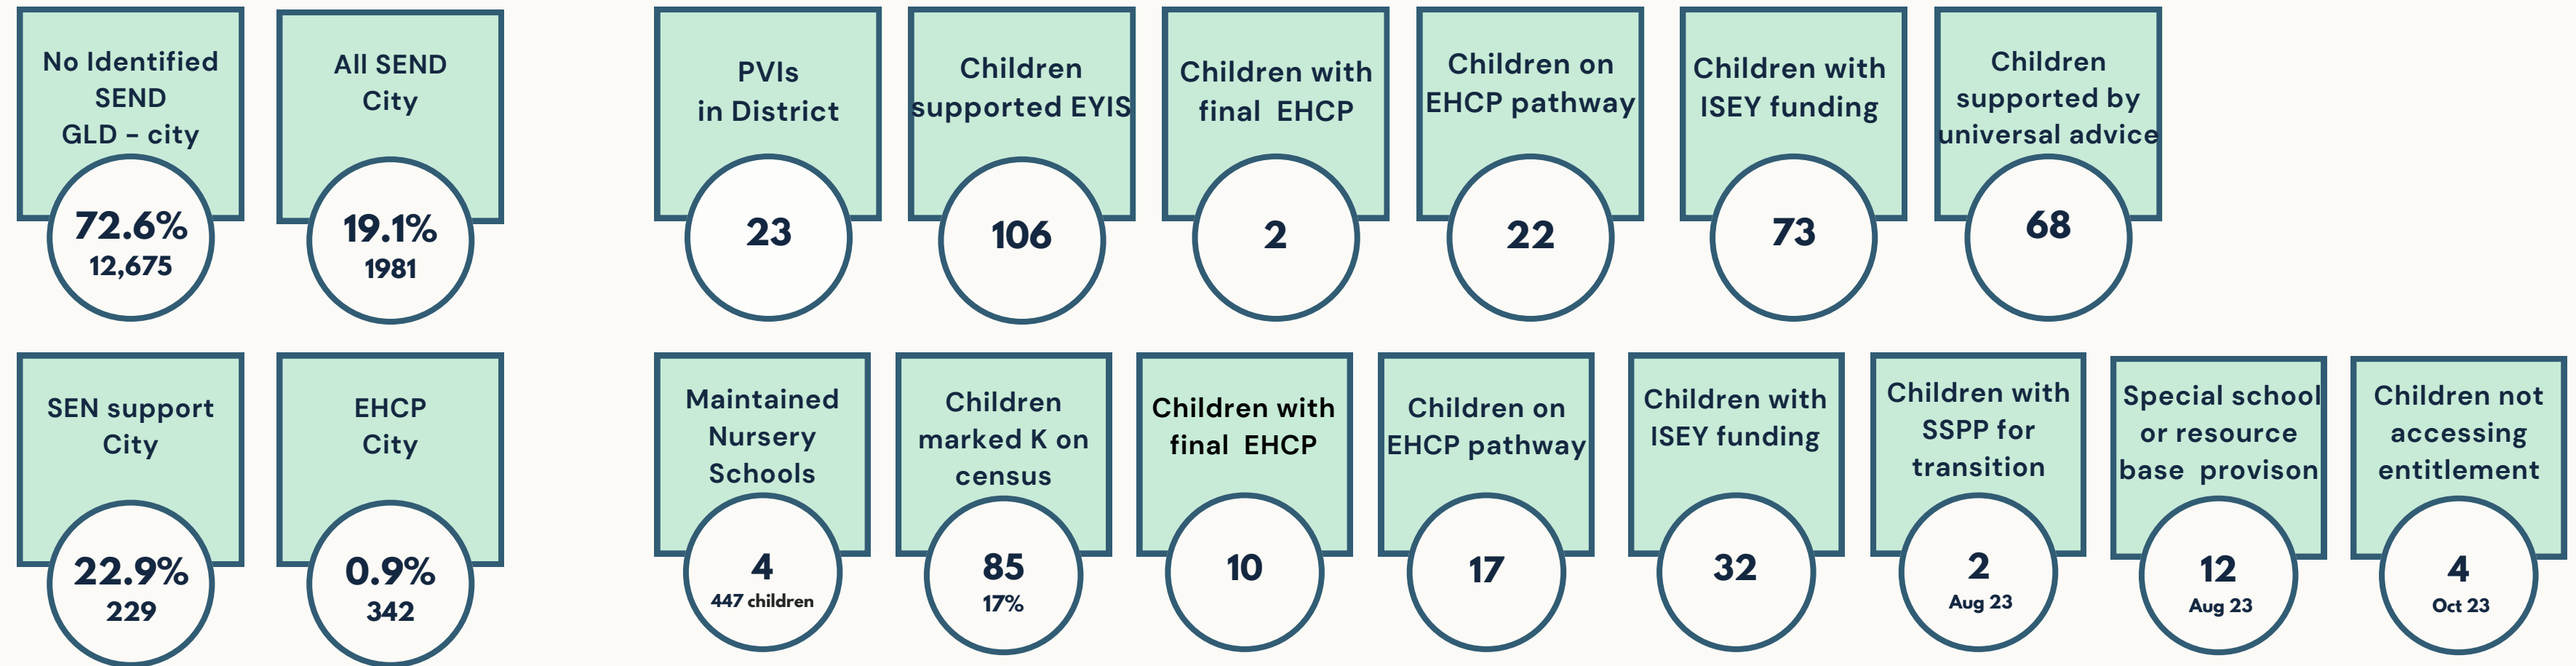 No Identified
SEND
GLD - city
72.6%
12,675
All SEND
City
19.1%
1981
PVIs
in District
23
Children
supported EYIS
106
Children with
final EHCP
2
Children on
EHCP pathway
22
Children with
ISEY funding
73
Children
supported by
universal advice
68
SEN support
City
22.9%
229
EHCP
City
0.9%
342
Maintained
Nursery
Schools
4
447 children
Children
marked K on
census
85
17%
Children with
final EHCP
10
Children on
EHCP pathway
17
Children with
ISEY funding
32
Children with
SSPP for
transition
2
Aug 23
Special school
or resource
base provison
12
Aug 23
Children not
accessing
entitlement
4
Oct 23